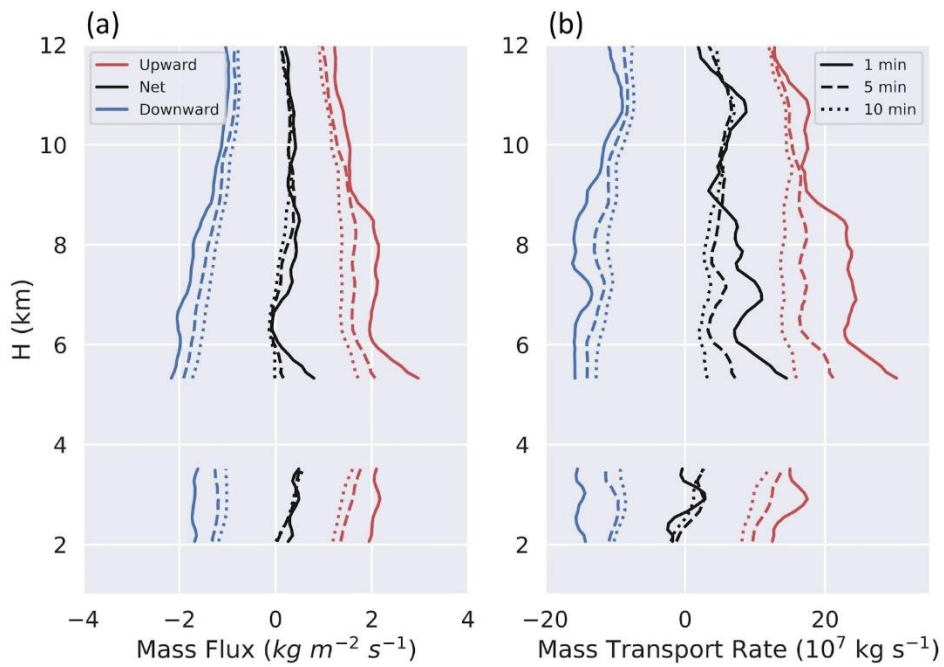 (a)
(b)
12
10
8
6
4
2
H (km)
Upward
Net
Downward
−4
−2
0
2
4
Mass Flux (kg m⁻² s⁻¹)
12
10
8
6
4
2
1 min
5 min
10 min
−20
0
20
Mass Transport Rate (10⁷ kg s⁻¹)